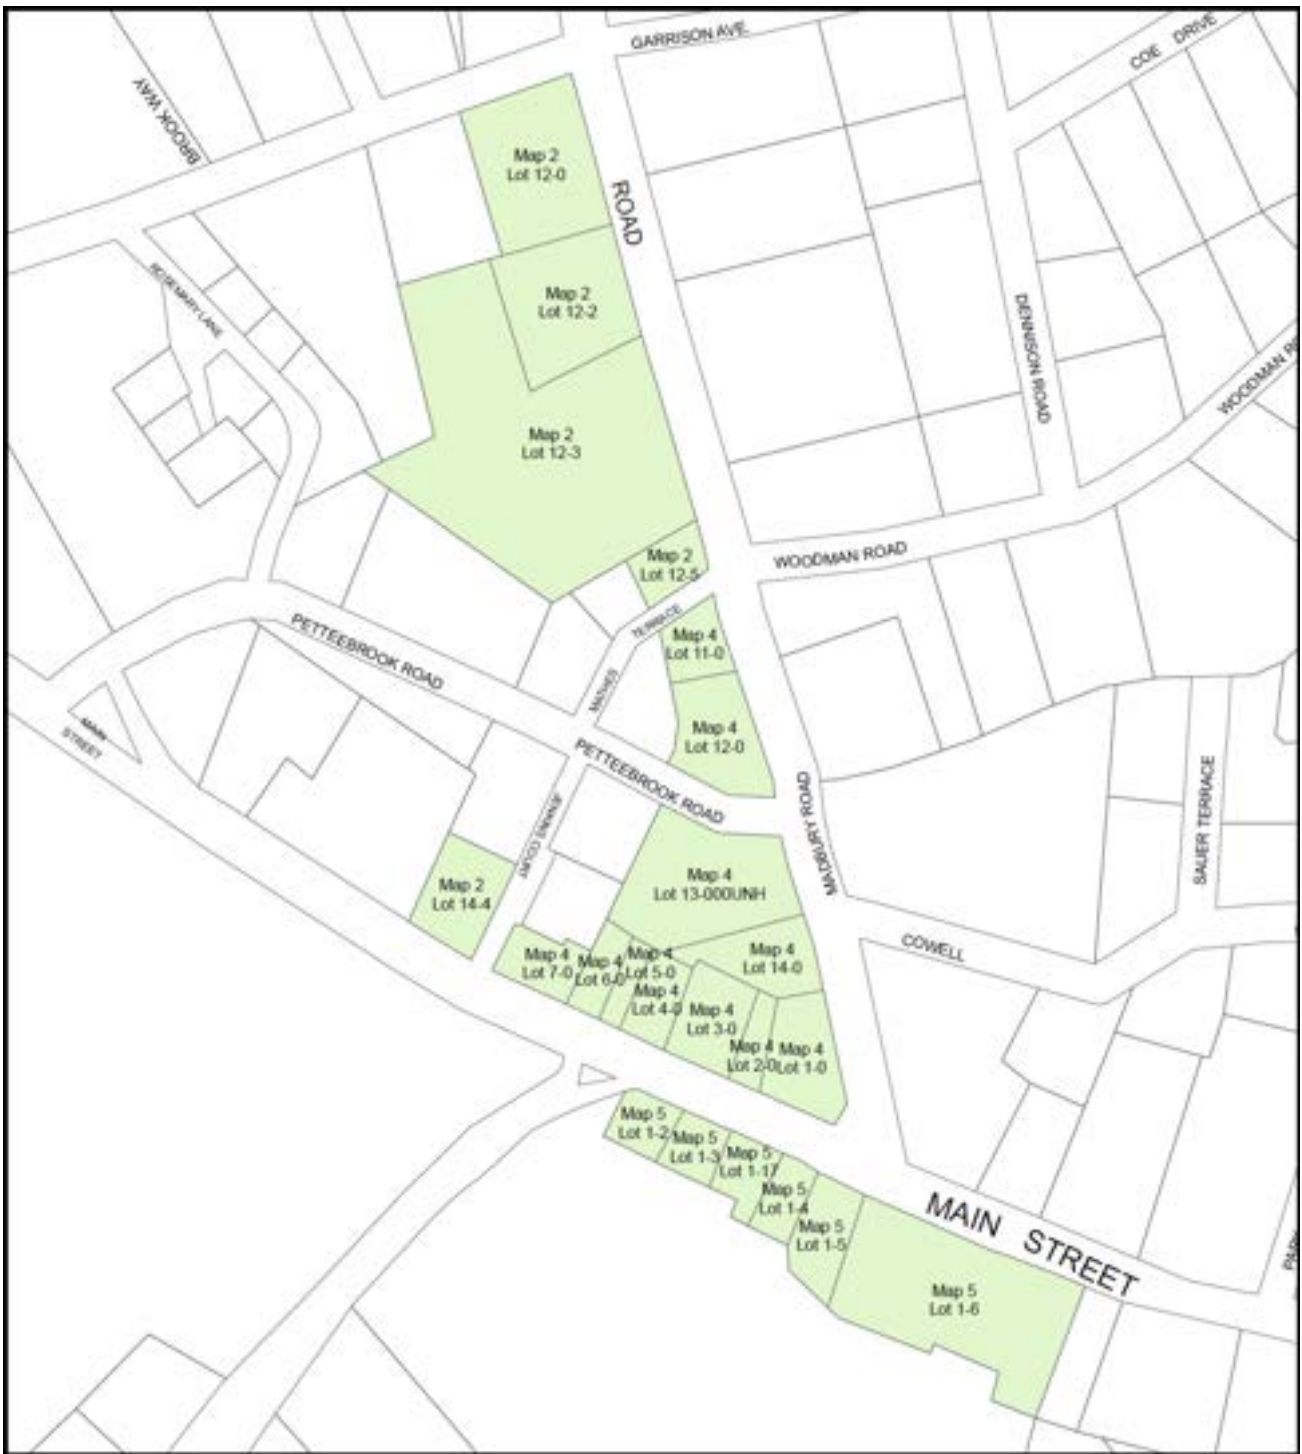 GARRISON AVE
COE DRIVE
BROOK WAY
Map 2
Lot 12-0
ROAD
ROSEMARY LANE
Map 2
Lot 12-2
DENNISON ROAD
WOODMAN
Map 2
Lot 12-3
WOODMAN ROAD
Map 2
Lot 12-5
TERRACE
PETTEEBROOK ROAD
Map 4
Lot 11-0
MATHES
MAIN
STREET
Map 4
Lot 12-0
PETTEEBROOK ROAD
MADBURY ROAD
SAUER TERRACE
JENKINS COURT
Map 2
Lot 14-4
Map 4
Lot 13-000UNH
COWELL
Map 4
Lot 7-0
Map 4
Lot 6-0
Map 4
Lot 5-0
Map 4
Lot 14-0
Map 4
Lot 4-0
Map 4
Lot 3-0
Map 4
Lot 2-0
Map 4
Lot 1-0
Map 5
Lot 1-2
Map 5
Lot 1-3
Map 5
Lot 1-17
Map 5
Lot 1-4
Map 5
Lot 1-5
MAIN STREET
Map 5
Lot 1-6